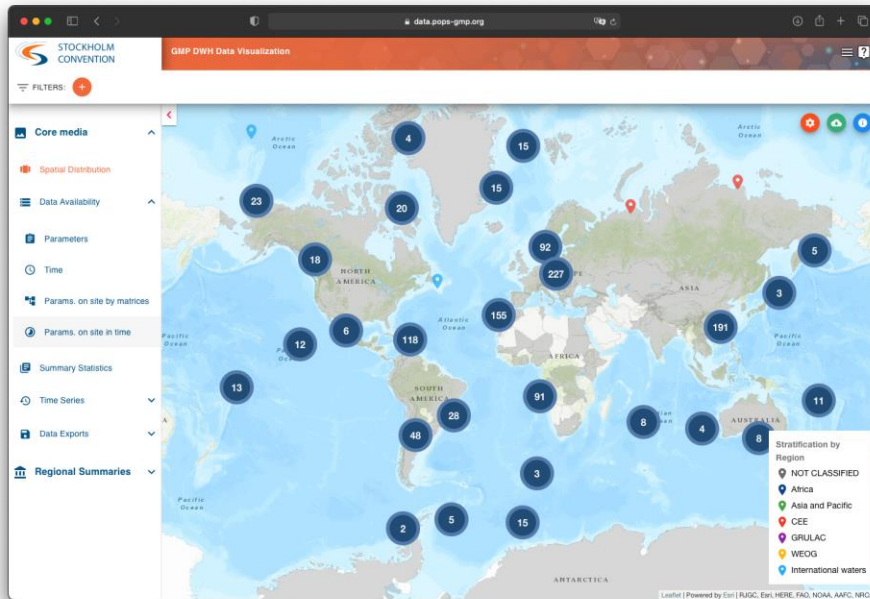 data.pops-gmp.org
STOCKHOLM
CONVENTION
GMP DWH Data Visualization
FILTERS:
Core media
Spatial Distribution
Data Availability
Parameters
Time
Params. on site by matrices
Params. on site in time
Summary Statistics
Time Series
Data Exports
Regional Summaries
Arctic
Ocean
Arctic
Ocean
4
15
15
23
20
92
5
18
NORTH
AMERICA
227
ASIA
3
155
Atlantic
Ocean
191
Pacific
Ocean
6
12
118
Pacific
Ocean
AFRICA
13
SOUTH
AMERICA
91
11
28
8
4
AUSTRALIA
48
8
3
Pacific
Ocean
2
5
15
ANTARCTICA
Stratification by
Region
NOT CLASSIFIED
Africa
Asia and Pacific
CEE
GRULAC
WEOG
International waters
Leaflet | Powered by Esri | RJGC, Esri, HERE, FAO, NOAA, AAFC, NRC